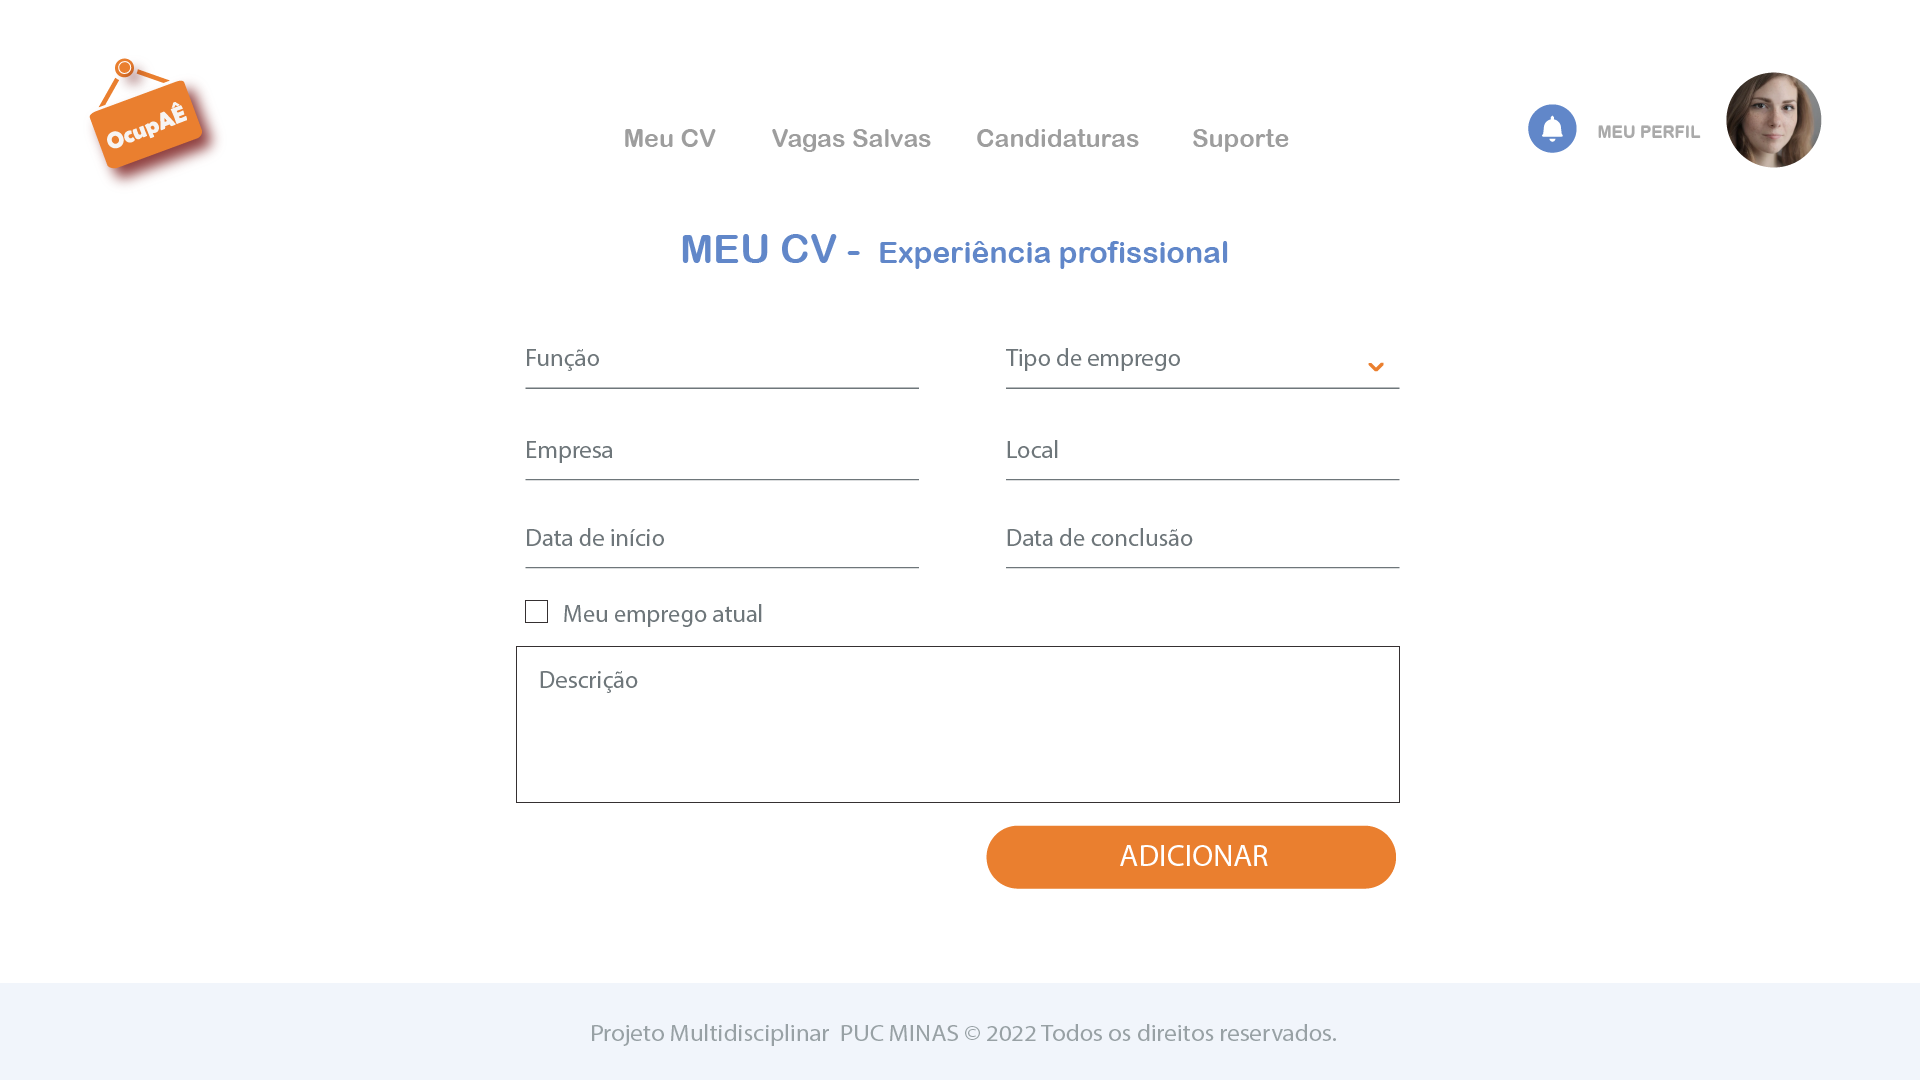 OcupAÊ
Meu CV Vagas Salvas Candidaturas Suporte
MEU PERFIL
MEU CV - Experiência profissional
Função
Tipo de emprego
Empresa
Local
Data de início
Data de conclusão
Meu emprego atual
Descrição
ADICIONAR
Projeto Multidisciplinar PUC MINAS © 2022 Todos os direitos reservados.